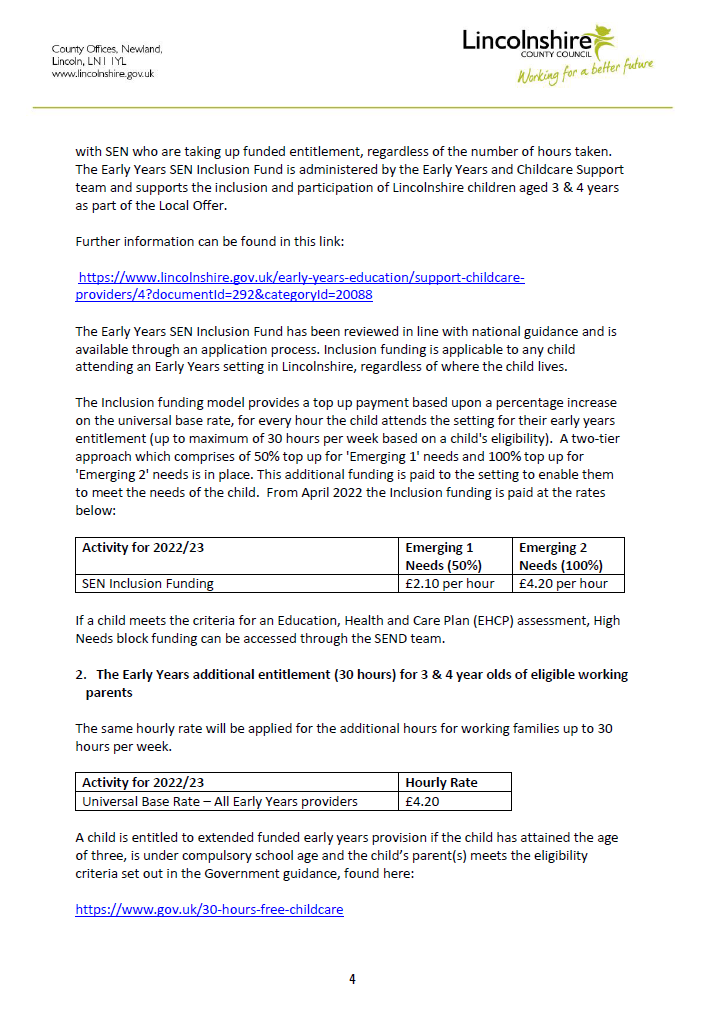 County Offices, Newland,
Lincoln, LN1 1YL
www.lincolnshire.gov.uk
Lincolnshire
COUNTY COUNCIL
Working for a better future
with SEN who are taking up funded entitlement, regardless of the number of hours taken.
The Early Years SEN Inclusion Fund is administered by the Early Years and Childcare Support
team and supports the inclusion and participation of Lincolnshire children aged 3 & 4 years
as part of the Local Offer.
Further information can be found in this link:
https://www.lincolnshire.gov.uk/early-years-education/support-childcare-
providers/4?documentId=292&categoryId=20088
The Early Years SEN Inclusion Fund has been reviewed in line with national guidance and is
available through an application process. Inclusion funding is applicable to any child
attending an Early Years setting in Lincolnshire, regardless of where the child lives.
The Inclusion funding model provides a top up payment based upon a percentage increase
on the universal base rate, for every hour the child attends the setting for their early years
entitlement (up to maximum of 30 hours per week based on a child's eligibility).  A two-tier
approach which comprises of 50% top up for 'Emerging 1' needs and 100% top up for
'Emerging 2' needs is in place. This additional funding is paid to the setting to enable them
to meet the needs of the child.  From April 2022 the Inclusion funding is paid at the rates
below:
Activity for 2022/23 Emerging 1 Emerging 2
Needs (50%) Needs (100%)
SEN Inclusion Funding £2.10 per hour £4.20 per hour
If a child meets the criteria for an Education, Health and Care Plan (EHCP) assessment, High
Needs block funding can be accessed through the SEND team.
2. The Early Years additional entitlement (30 hours) for 3 & 4 year olds of eligible working
parents
The same hourly rate will be applied for the additional hours for working families up to 30
hours per week.
Activity for 2022/23 Hourly Rate
Universal Base Rate – All Early Years providers £4.20
A child is entitled to extended funded early years provision if the child has attained the age
of three, is under compulsory school age and the child’s parent(s) meets the eligibility
criteria set out in the Government guidance, found here:
https://www.gov.uk/30-hours-free-childcare
4